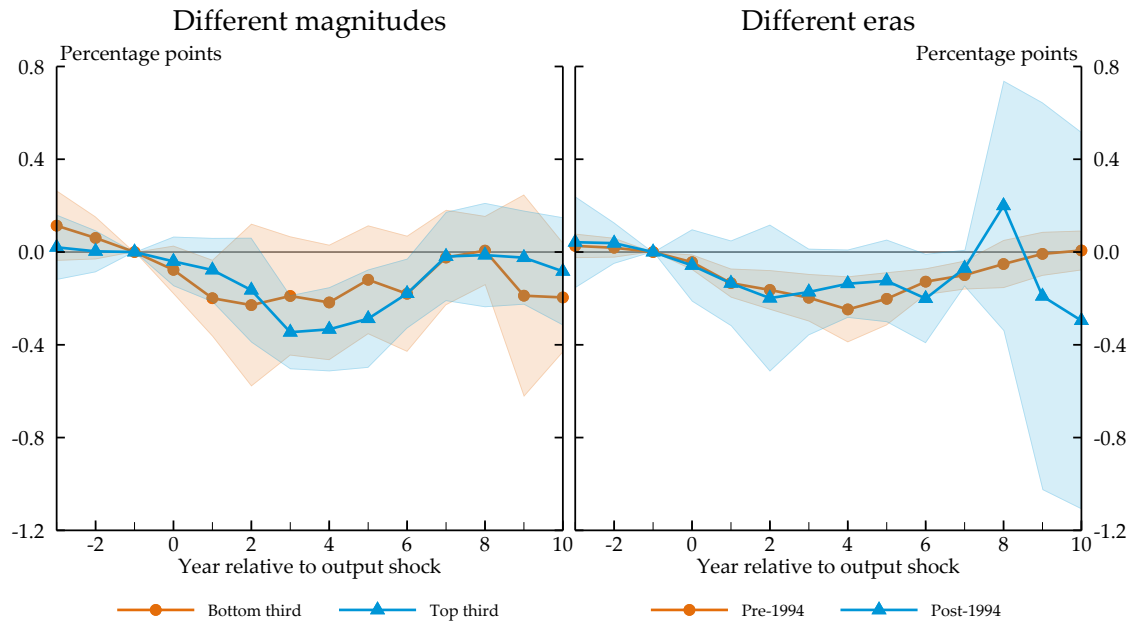 Different magnitudes
Different eras
Percentage points
Percentage points
0.8
0.8
0.4
0.4
0.0
0.0
-0.4
-0.4
-0.8
-0.8
-1.2
-1.2
-2 0 2 4 6 8 10
-2 0 2 4 6 8 10
Year relative to output shock
Year relative to output shock
Bottom third Top third
Pre-1994 Post-1994